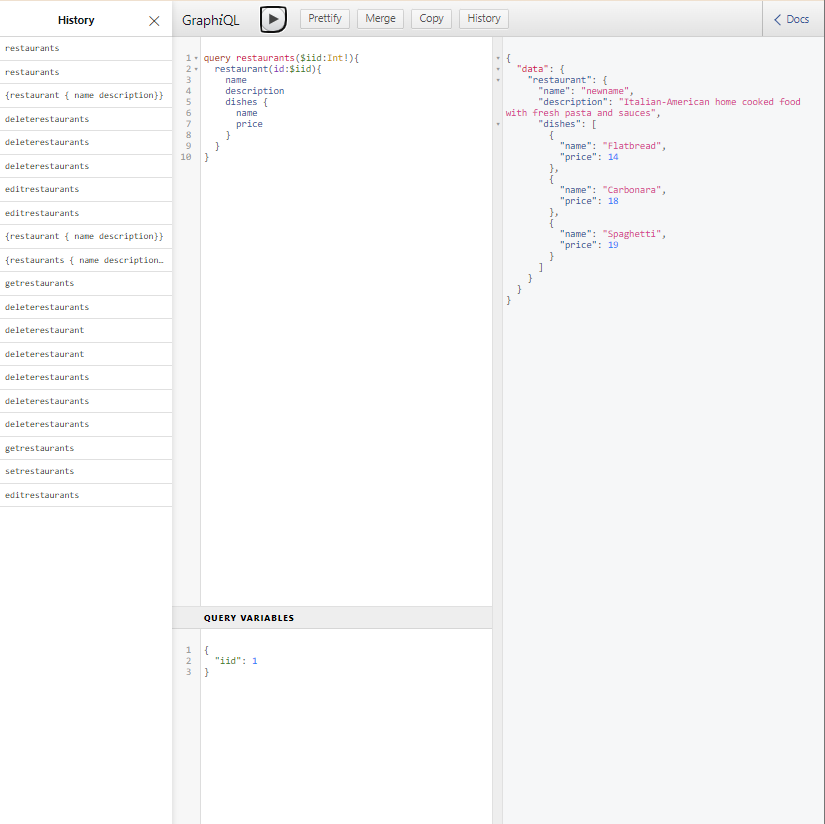 History
restaurants
restaurants
{restaurant { name description}}
deleterestaurants
deleterestaurants
deleterestaurants
editrestaurants
editrestaurants
{restaurant { name description}}
{restaurants { name description…
getrestaurants
deleterestaurants
deleterestaurant
deleterestaurant
deleterestaurants
deleterestaurants
deleterestaurants
getrestaurants
setrestaurants
editrestaurants
GraphiQL Prettify Merge Copy History Docs
1 query restaurants($iid:Int!){
2 restaurant(id:$iid){
3 name
4 description
5 dishes {
6 name
7 price
8 }
9 }
10 }
QUERY VARIABLES
1 {
2 "iid": 1
3 }
{
"data": {
"restaurant": {
"name": "newname",
"description": "Italian-American home cooked food
with fresh pasta and sauces",
"dishes": [
{
"name": "Flatbread",
"price": 14
},
{
"name": "Carbonara",
"price": 18
},
{
"name": "Spaghetti",
"price": 19
}
]
}
}
}